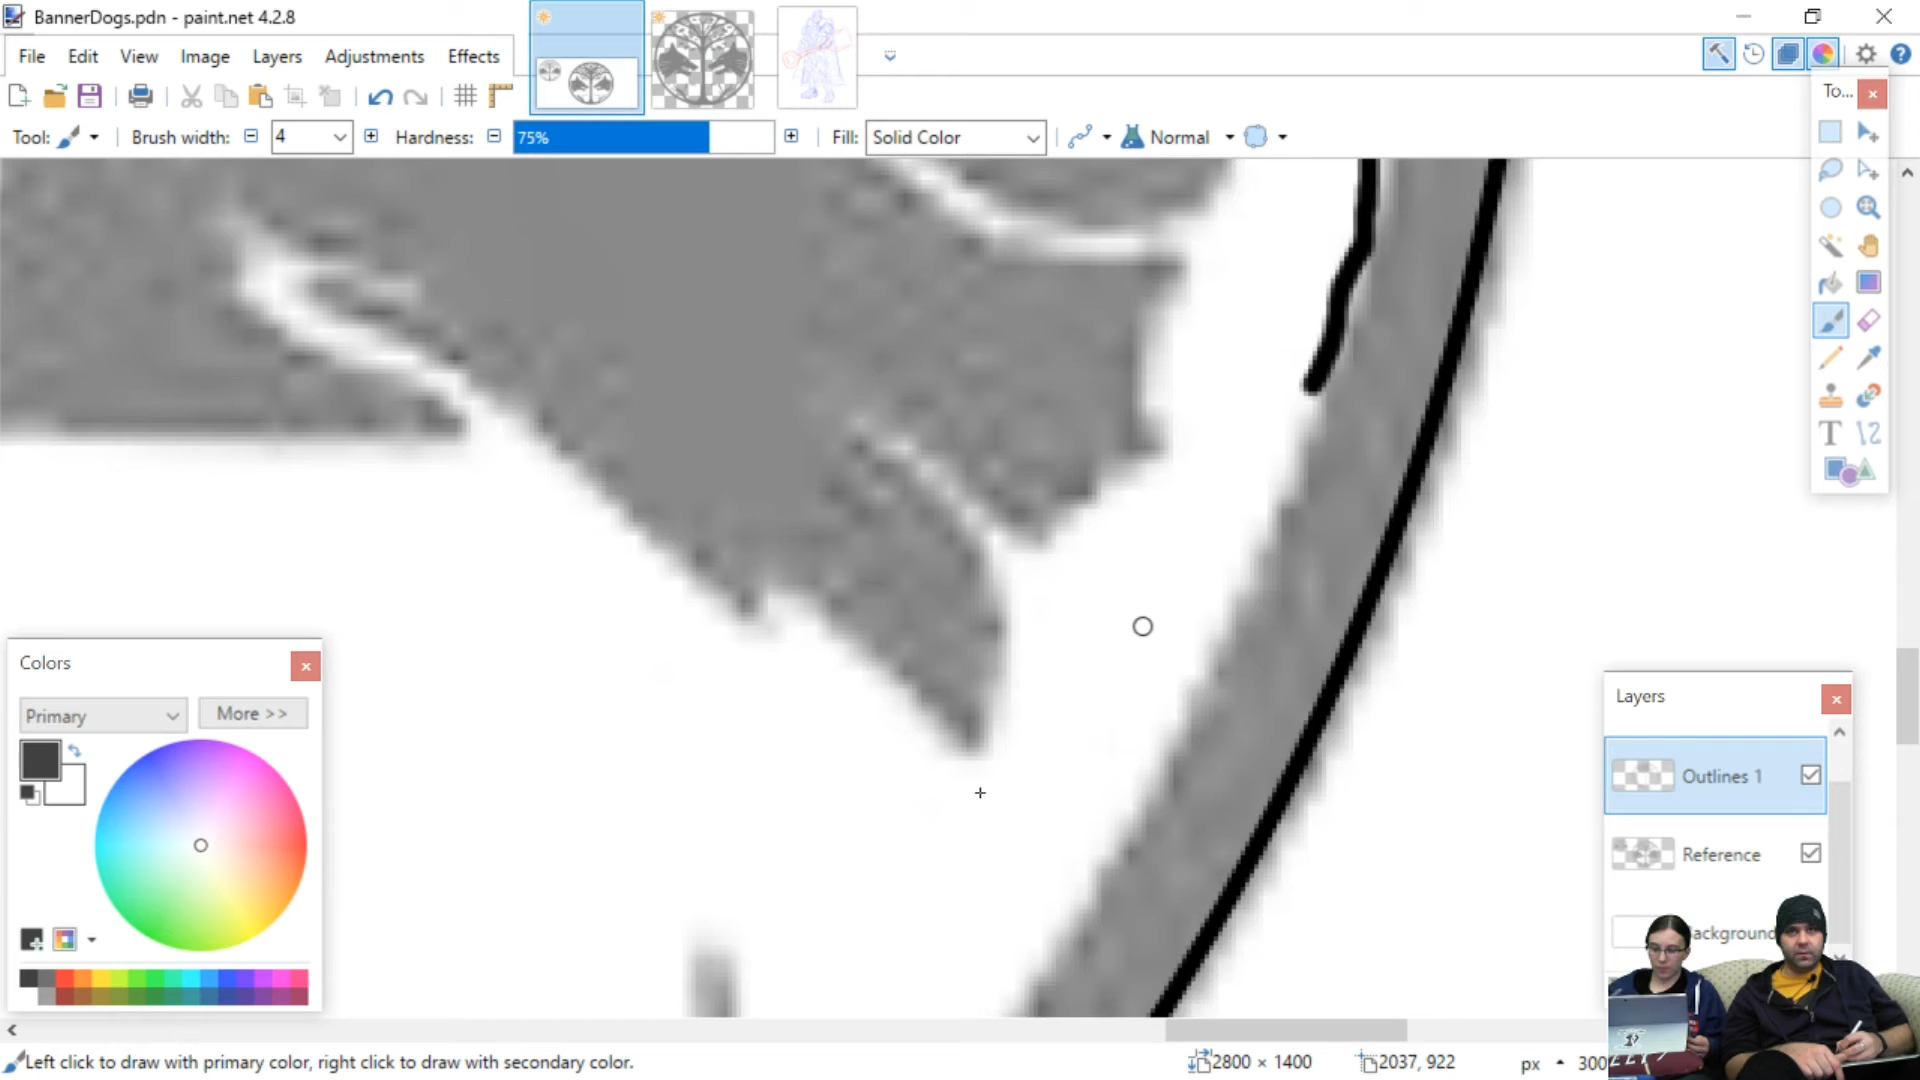 BannerDogs.pdn - paint.net 4.2.8
File Edit View Image Layers Adjustments Effects
Tool: Brush width: 4 Hardness: 75% Fill: Solid Color Normal
To...
T
Colors
Primary More >>
Layers
Outlines 1
Reference
Background
Left click to draw with primary color, right click to draw with secondary color.
2800 × 1400 2037, 922 px 300